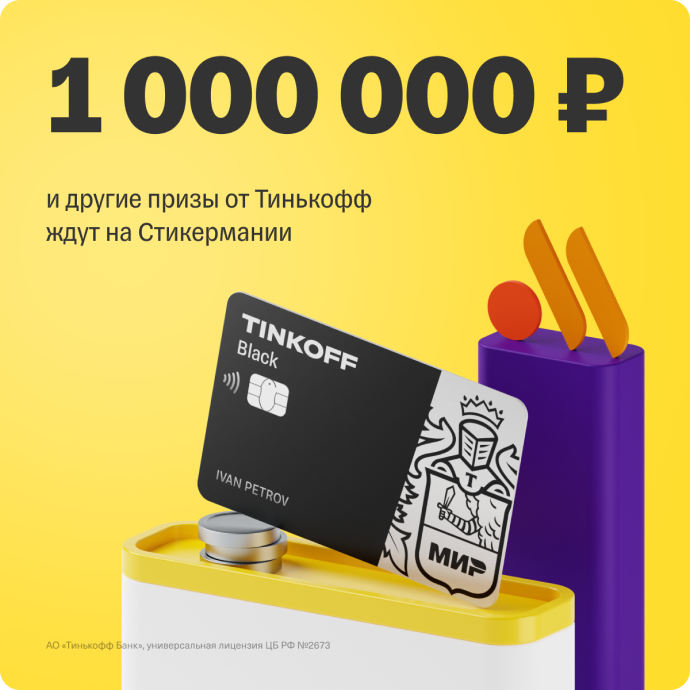 1 000 000 ₽
и другие призы от Тинькофф
ждут на Стикермании
TINKOFF
Black
IVAN PETROV
T
МИР
АО «Тинькофф Банк», универсальная лицензия ЦБ РФ №2673